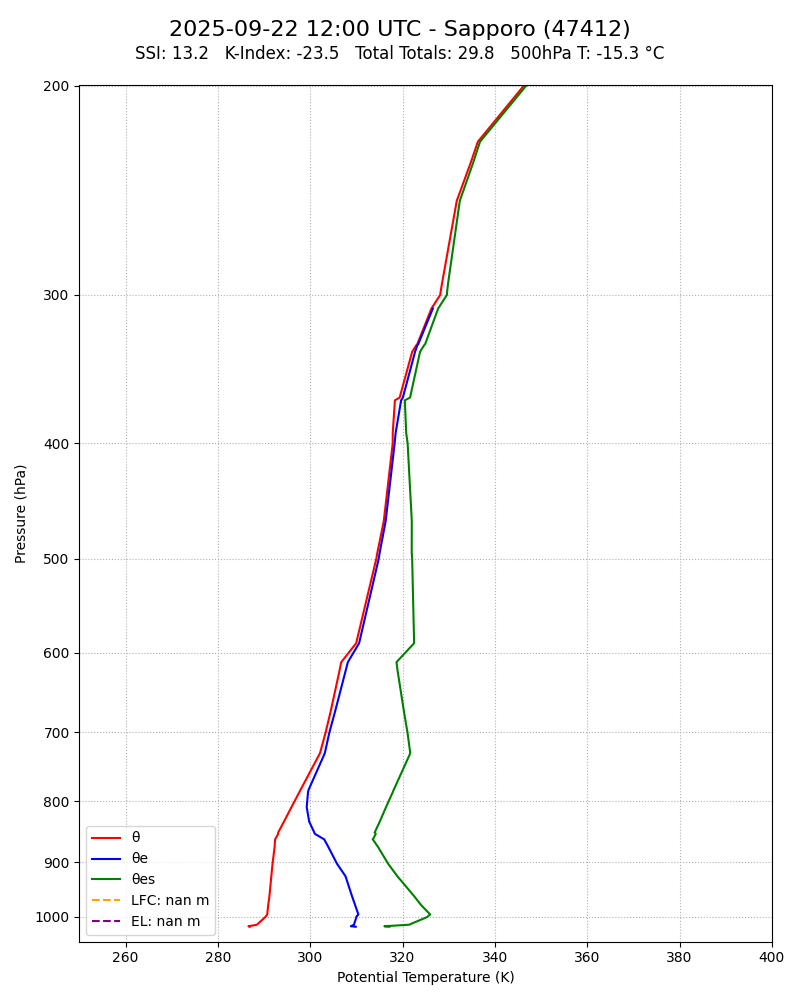 2025-09-22 12:00 UTC - Sapporo (47412)
SSI: 13.2   K-Index: -23.5   Total Totals: 29.8   500hPa T: -15.3 °C
200
300
400
500
600
700
800
900
1000
Pressure (hPa)
θ
θe
θes
LFC: nan m
EL: nan m
260 280 300 320 340 360 380 400
Potential Temperature (K)